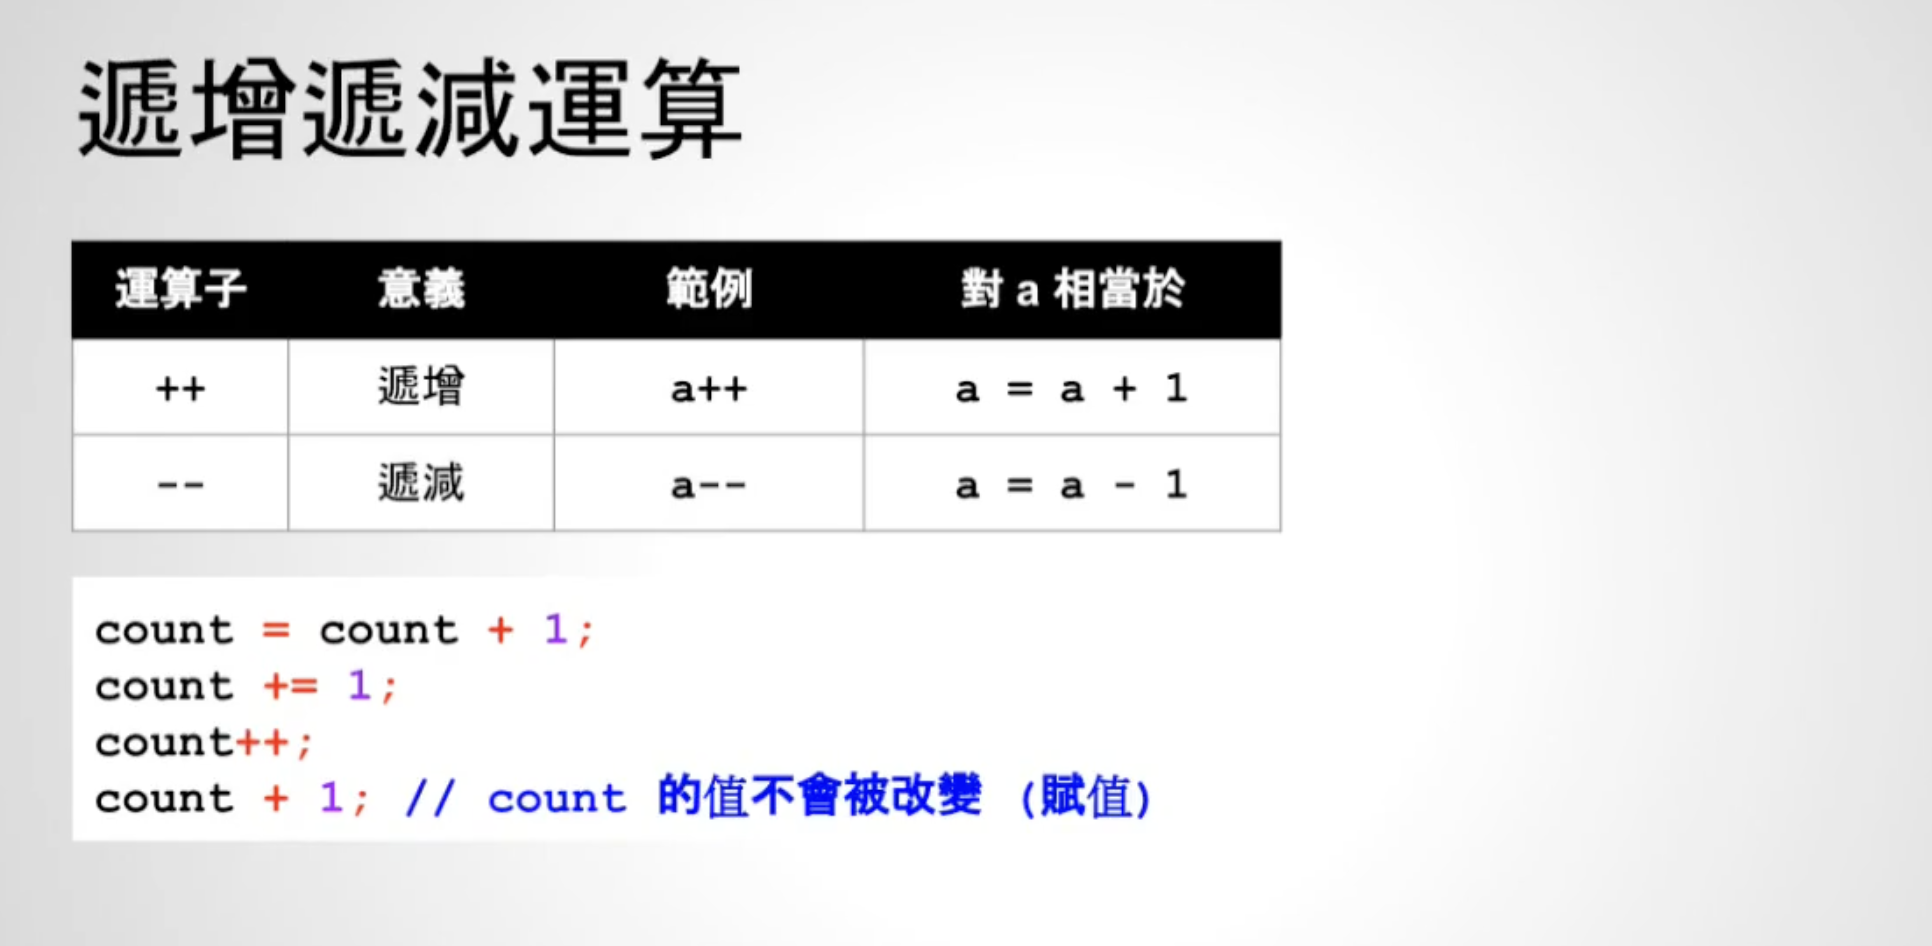 遞增遞減運算
運算子 意義 範例 對 a 相當於
++ 遞增 a++ a = a + 1
-- 遞減 a-- a = a - 1
count = count + 1;
count += 1;
count++;
count + 1; // count 的值不會被改變 (賦值)